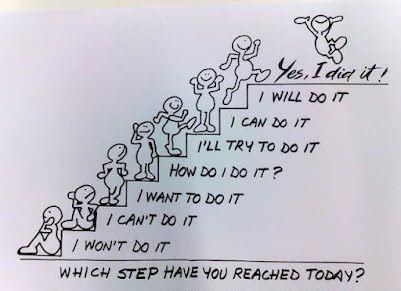 Yes, I did it!
I WILL DO IT
I CAN DO IT
I'LL TRY TO DO IT
HOW DO I DO IT?
I WANT TO DO IT
I CAN'T DO IT
I WON'T DO IT
WHICH STEP HAVE YOU REACHED TODAY?